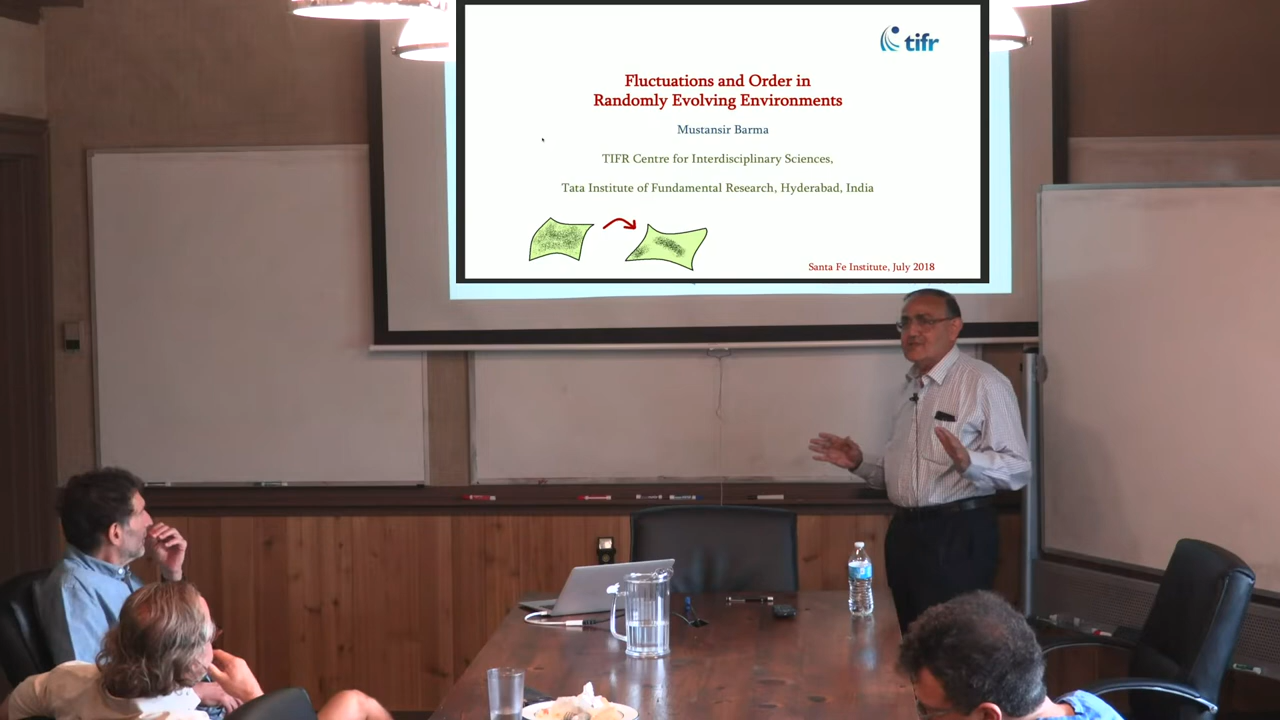 tifr
Fluctuations and Order in
Randomly Evolving Environments
Mustansir Barma
TIFR Centre for Interdisciplinary Sciences,
Tata Institute of Fundamental Research, Hyderabad, India
Santa Fe Institute, July 2018